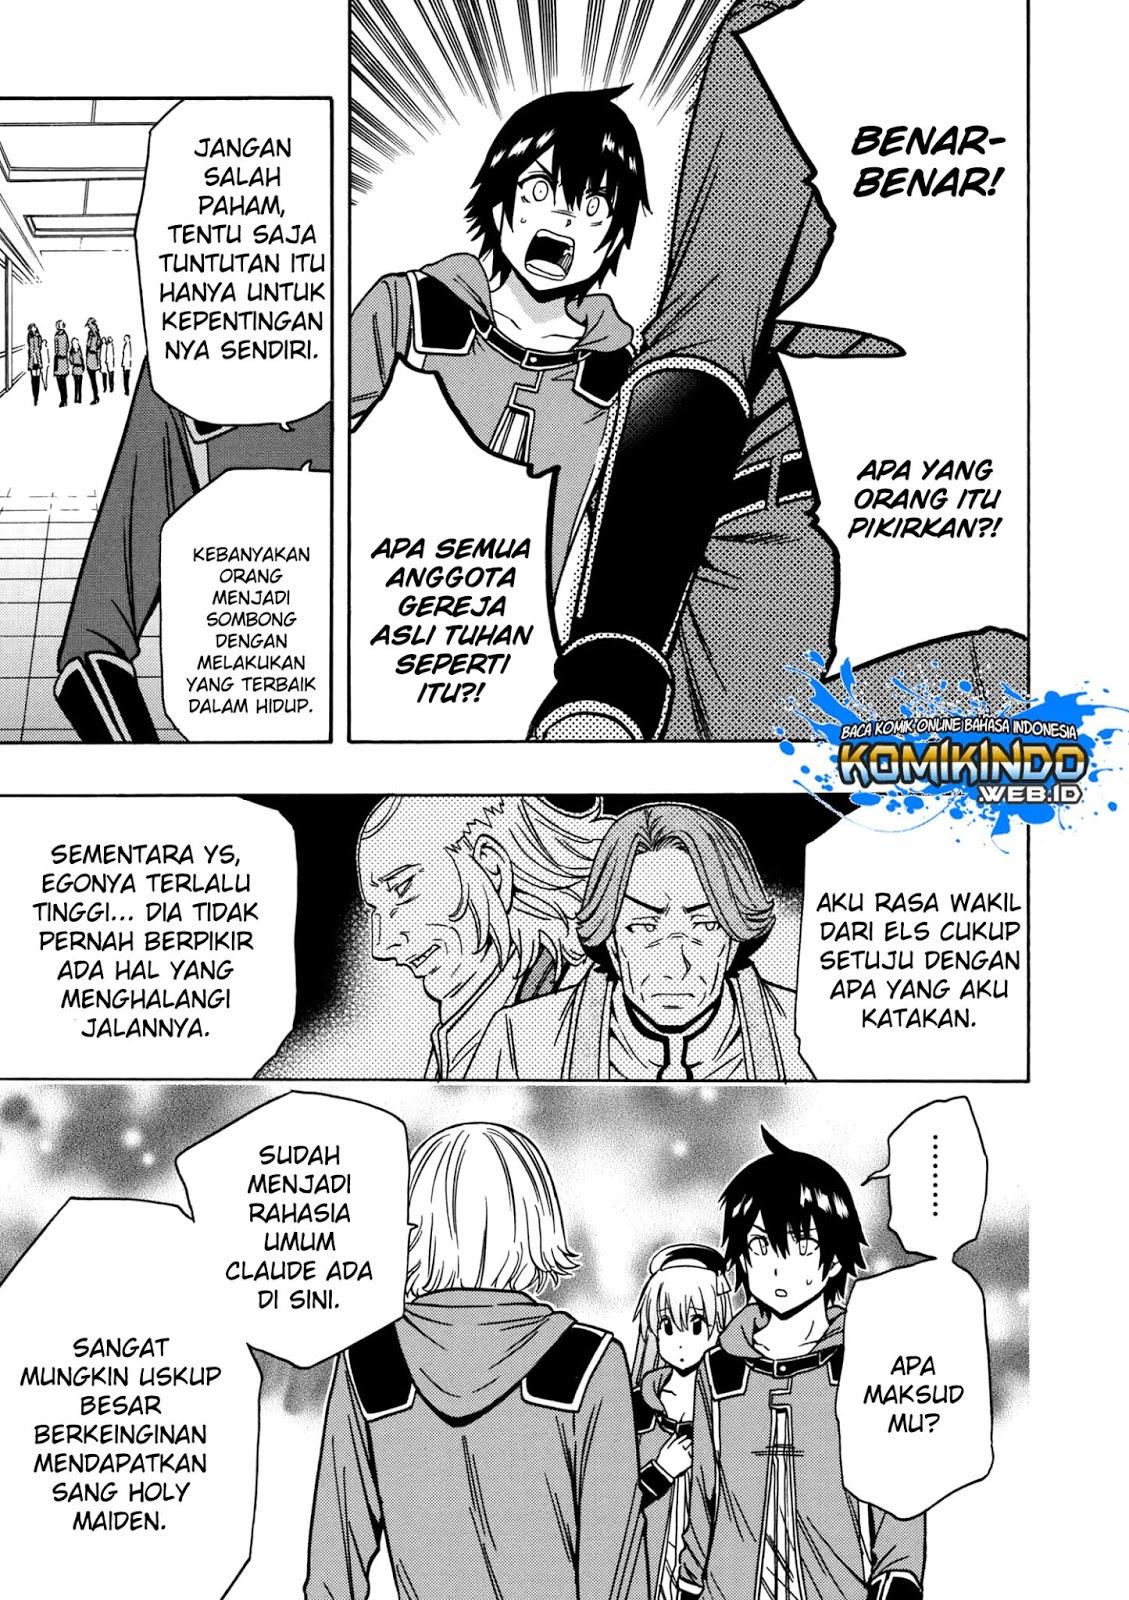 BENAR-
BENAR!
APA YANG
ORANG ITU
PIKIRKAN?!
APA SEMUA
ANGGOTA
GEREJA
ASLI TUHAN
SEPERTI
ITU?!
JANGAN
SALAH
PAHAM,
TENTU SAJA
TUNTUTAN ITU
HANYA UNTUK
KEPENTINGAN
NYA SENDIRI.
KEBANYAKAN
ORANG
MENJADI
SOMBONG
DENGAN
MELAKUKAN
YANG TERBAIK
DALAM HIDUP.
BACA KOMIK ONLINE BAHASA INDONESIA
KOMIKINDO
WEB.ID
AKU RASA WAKIL
DARI ELS CUKUP
SETUJU DENGAN
APA YANG AKU
KATAKAN.
SEMENTARA YS,
EGONYA TERLALU
TINGGI... DIA TIDAK
PERNAH BERPIKIR
ADA HAL YANG
MENGHALANGI
JALANNYA.
.........
APA
MAKSUD
MU?
SUDAH
MENJADI
RAHASIA
UMUM
CLAUDE ADA
DI SINI.
SANGAT
MUNGKIN USKUP
BESAR
BERKEINGINAN
MENDAPATKAN
SANG HOLY
MAIDEN.